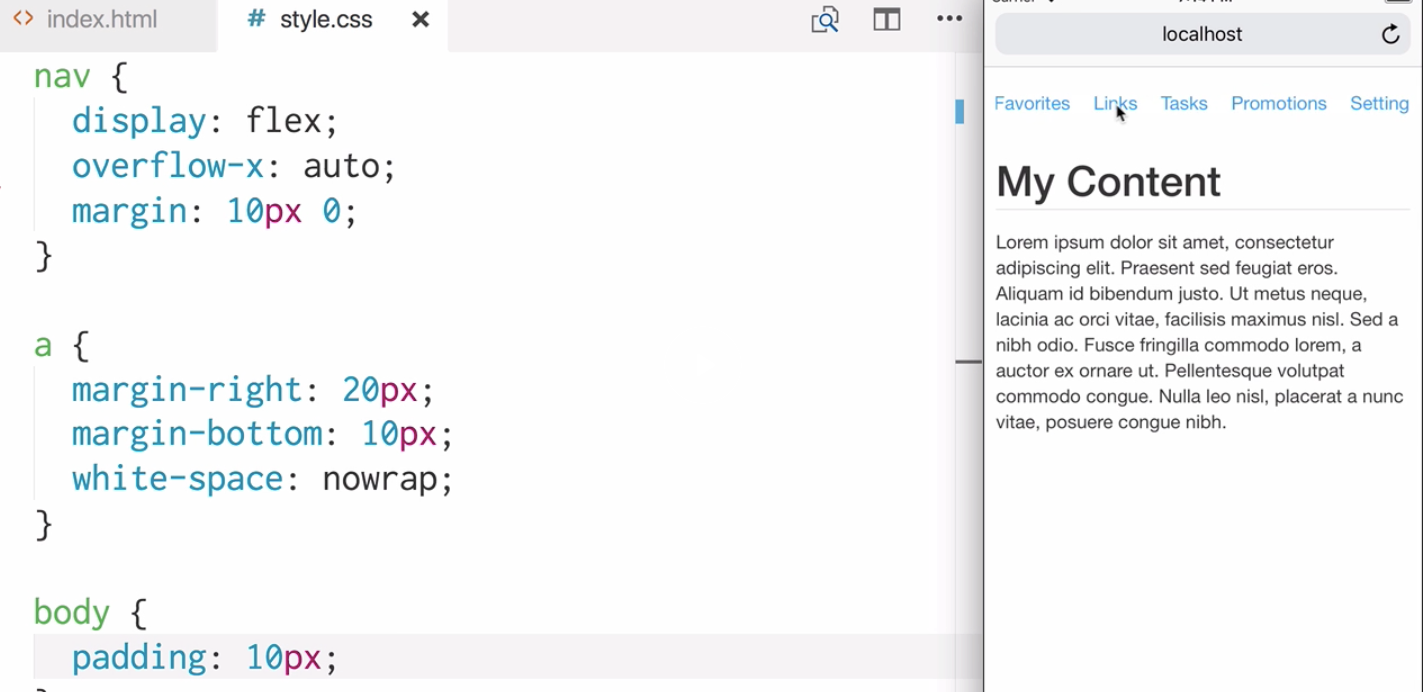 index.html
# style.css
nav {
display: flex;
overflow-x: auto;
margin: 10px 0;
}
a {
margin-right: 20px;
margin-bottom: 10px;
white-space: nowrap;
}
body {
padding: 10px;
localhost
Favorites Links Tasks Promotions Setting
My Content
Lorem ipsum dolor sit amet, consectetur
adipiscing elit. Praesent sed feugiat eros.
Aliquam id bibendum justo. Ut metus neque,
lacinia ac orci vitae, facilisis maximus nisl. Sed a
nibh odio. Fusce fringilla commodo lorem, a
auctor ex ornare ut. Pellentesque volutpat
commodo congue. Nulla leo nisl, placerat a nunc
vitae, posuere congue nibh.